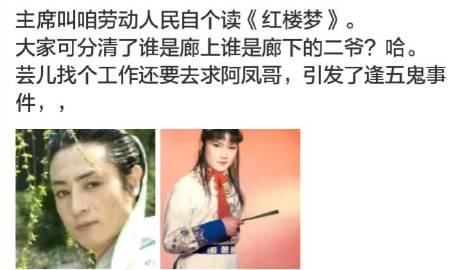 主席叫咱劳动人民自个读《红楼梦》。
大家可分清了谁是廊上谁是廊下的二爷？哈。
芸儿找个工作还要去求阿凤哥，引发了逢五鬼事
件，，